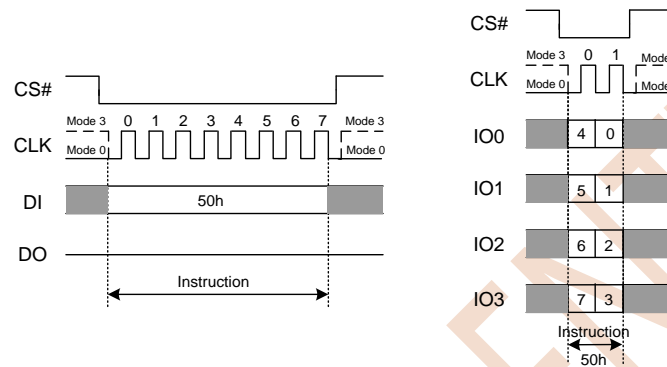 CS#
Mode 3 0 1 2 3 4 5 6 7 Mode 3
CLK Mode 0 Mode 0
DI 50h
DO
Instruction
CS#
Mode 3 0 1 Mode
CLK Mode 0 Mode
IO0 4 0
IO1 5 1
IO2 6 2
IO3 7 3
Instruction
50h